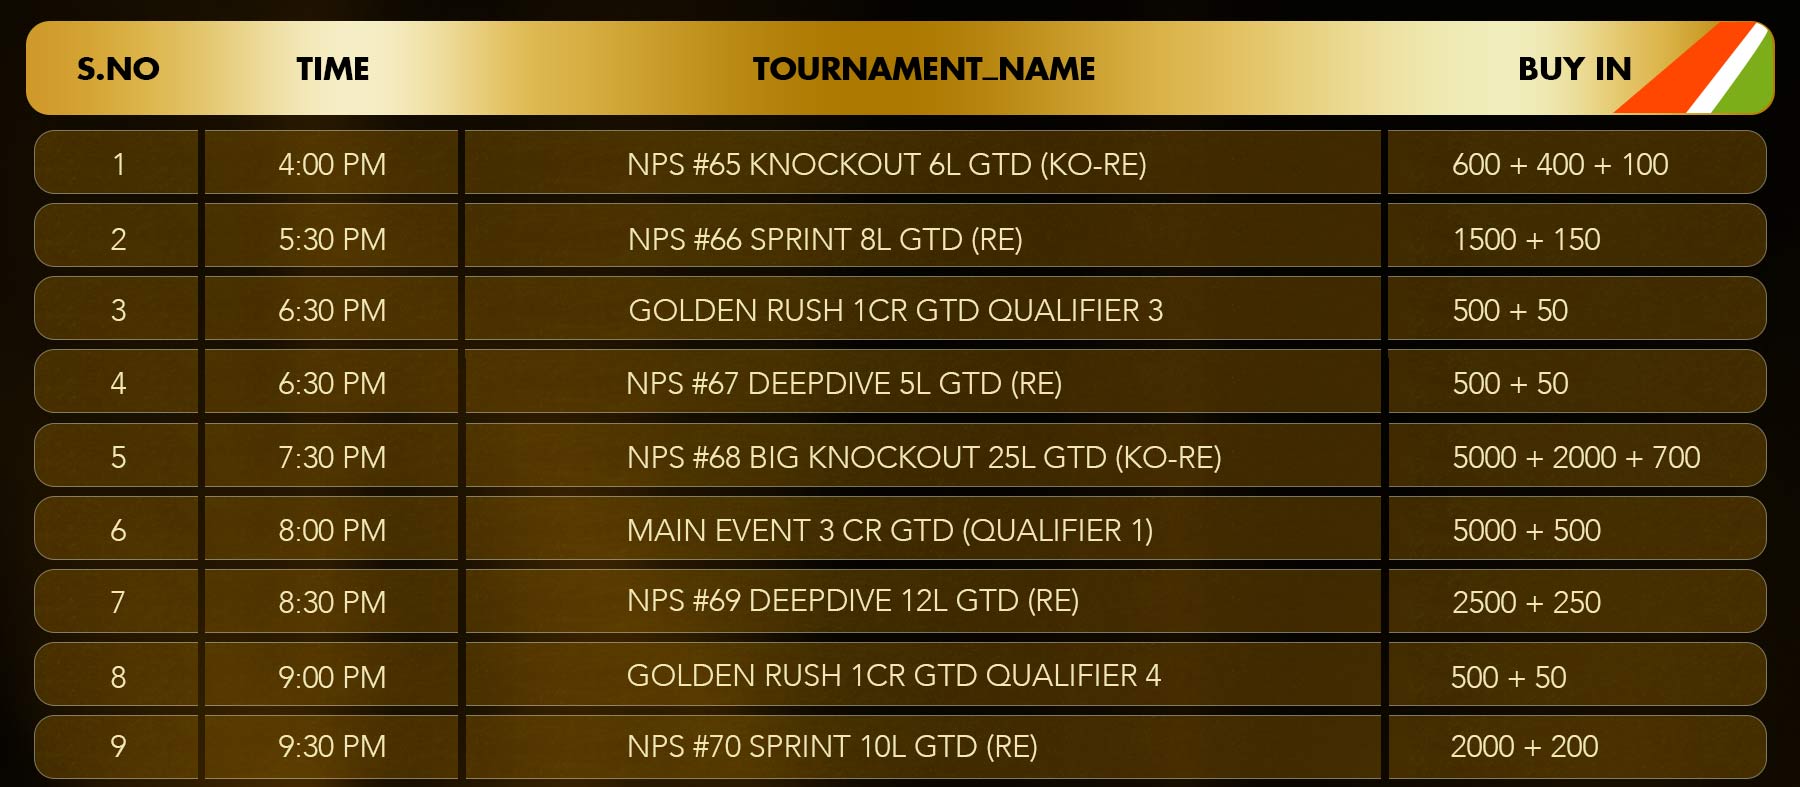 S.NO TIME TOURNAMENT_NAME BUY IN
1 4:00 PM NPS #65 KNOCKOUT 6L GTD (KO-RE) 600 + 400 + 100
2 5:30 PM NPS #66 SPRINT 8L GTD (RE) 1500 + 150
3 6:30 PM GOLDEN RUSH 1CR GTD QUALIFIER 3 500 + 50
4 6:30 PM NPS #67 DEEPDIVE 5L GTD (RE) 500 + 50
5 7:30 PM NPS #68 BIG KNOCKOUT 25L GTD (KO-RE) 5000 + 2000 + 700
6 8:00 PM MAIN EVENT 3 CR GTD (QUALIFIER 1) 5000 + 500
7 8:30 PM NPS #69 DEEPDIVE 12L GTD (RE) 2500 + 250
8 9:00 PM GOLDEN RUSH 1CR GTD QUALIFIER 4 500 + 50
9 9:30 PM NPS #70 SPRINT 10L GTD (RE) 2000 + 200